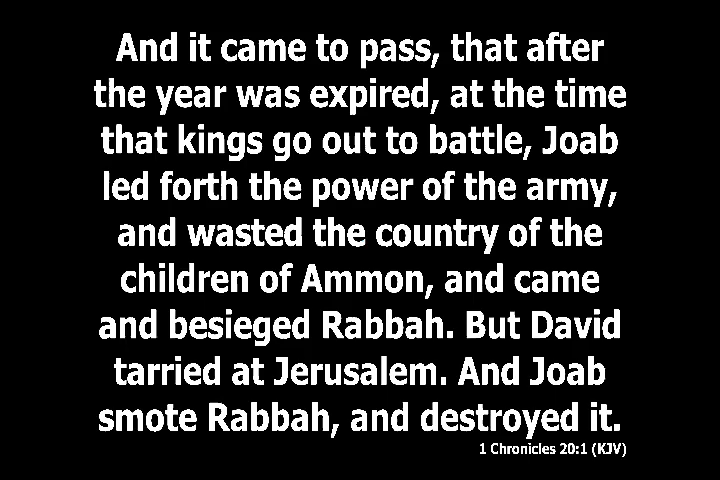 And it came to pass, that after
the year was expired, at the time
that kings go out to battle, Joab
led forth the power of the army,
and wasted the country of the
children of Ammon, and came
and besieged Rabbah. But David
tarried at Jerusalem. And Joab
smote Rabbah, and destroyed it.
1 Chronicles 20:1 (KJV)